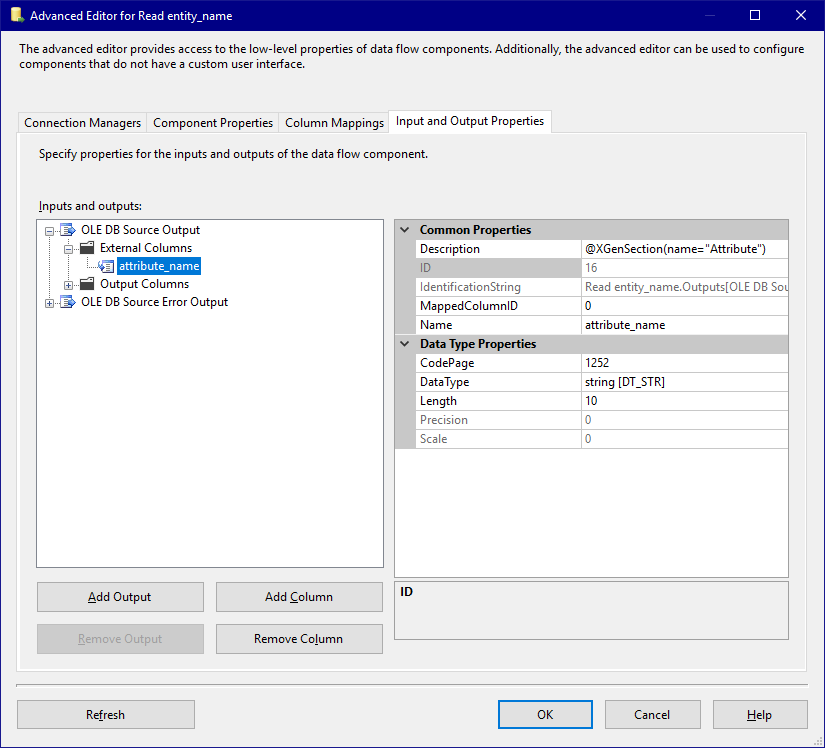 Advanced Editor for Read entity_name
The advanced editor provides access to the low-level properties of data flow components. Additionally, the advanced editor can be used to configure
components that do not have a custom user interface.
Connection Managers Component Properties Column Mappings Input and Output Properties
Specify properties for the inputs and outputs of the data flow component.
Inputs and outputs:
OLE DB Source Output
External Columns
attribute_name
Output Columns
OLE DB Source Error Output
Common Properties
Description @XGenSection(name="Attribute")
ID 16
IdentificationString Read entity_name.Outputs[OLE DB Sou
MappedColumnID 0
Name attribute_name
Data Type Properties
CodePage 1252
DataType string [DT_STR]
Length 10
Precision 0
Scale 0
ID
Add Output Add Column
Remove Output Remove Column
Refresh OK Cancel Help